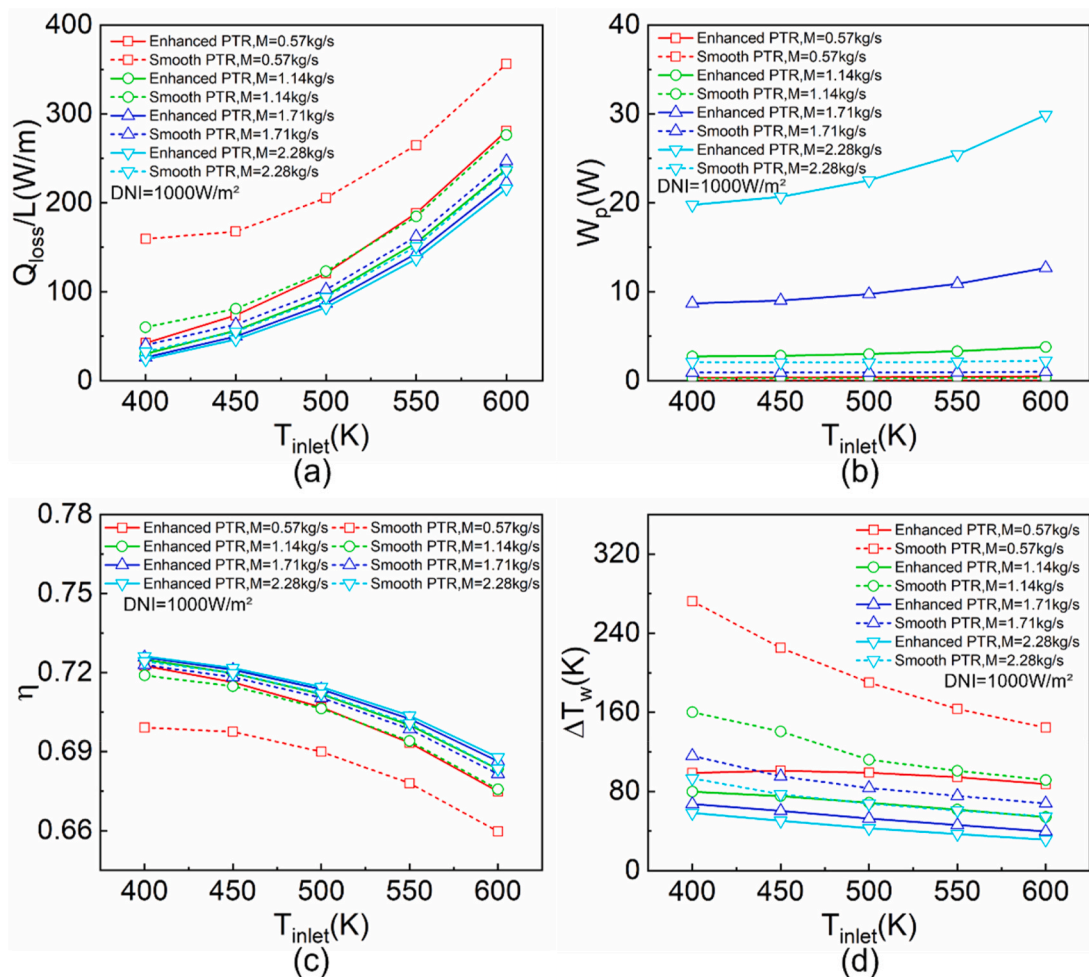 400
300
200
100
0
Q_loss/L(W/m)
Enhanced PTR,M=0.57kg/s
Smooth PTR,M=0.57kg/s
Enhanced PTR,M=1.14kg/s
Smooth PTR,M=1.14kg/s
Enhanced PTR,M=1.71kg/s
Smooth PTR,M=1.71kg/s
Enhanced PTR,M=2.28kg/s
Smooth PTR,M=2.28kg/s
DNI=1000W/m²
400 450 500 550 600
T_inlet(K)
(a)
40
30
20
10
0
W_p(W)
Enhanced PTR,M=0.57kg/s
Smooth PTR,M=0.57kg/s
Enhanced PTR,M=1.14kg/s
Smooth PTR,M=1.14kg/s
Enhanced PTR,M=1.71kg/s
Smooth PTR,M=1.71kg/s
Enhanced PTR,M=2.28kg/s
Smooth PTR,M=2.28kg/s
DNI=1000W/m²
400 450 500 550 600
T_inlet(K)
(b)
0.78
0.75
0.72
0.69
0.66
η
Enhanced PTR,M=0.57kg/s Smooth PTR,M=0.57kg/s
Enhanced PTR,M=1.14kg/s Smooth PTR,M=1.14kg/s
Enhanced PTR,M=1.71kg/s Smooth PTR,M=1.71kg/s
Enhanced PTR,M=2.28kg/s Smooth PTR,M=2.28kg/s
DNI=1000W/m²
400 450 500 550 600
T_inlet(K)
(c)
320
240
160
80
0
ΔT_w(K)
Enhanced PTR,M=0.57kg/s
Smooth PTR,M=0.57kg/s
Enhanced PTR,M=1.14kg/s
Smooth PTR,M=1.14kg/s
Enhanced PTR,M=1.71kg/s
Smooth PTR,M=1.71kg/s
Enhanced PTR,M=2.28kg/s
Smooth PTR,M=2.28kg/s
DNI=1000W/m²
400 450 500 550 600
T_inlet(K)
(d)